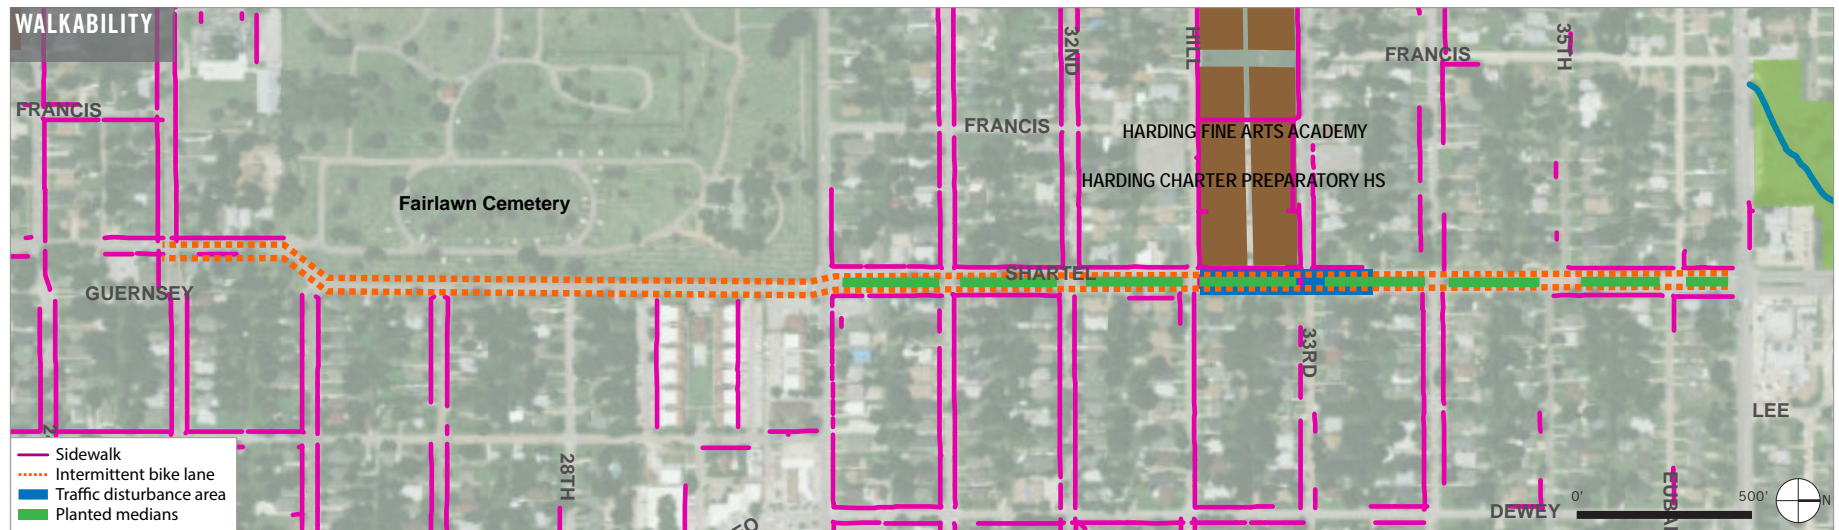 WALKABILITY
32ND
HILL
FRANCIS
35TH
FRANCIS
FRANCIS
HARDING FINE ARTS ACADEMY
HARDING CHARTER PREPARATORY HS
Fairlawn Cemetery
SHARTEL
GUERNSEY
33RD
LEE
Sidewalk
Intermittent bike lane
Traffic disturbance area
Planted medians
28TH
0'
500'
N
DEWEY